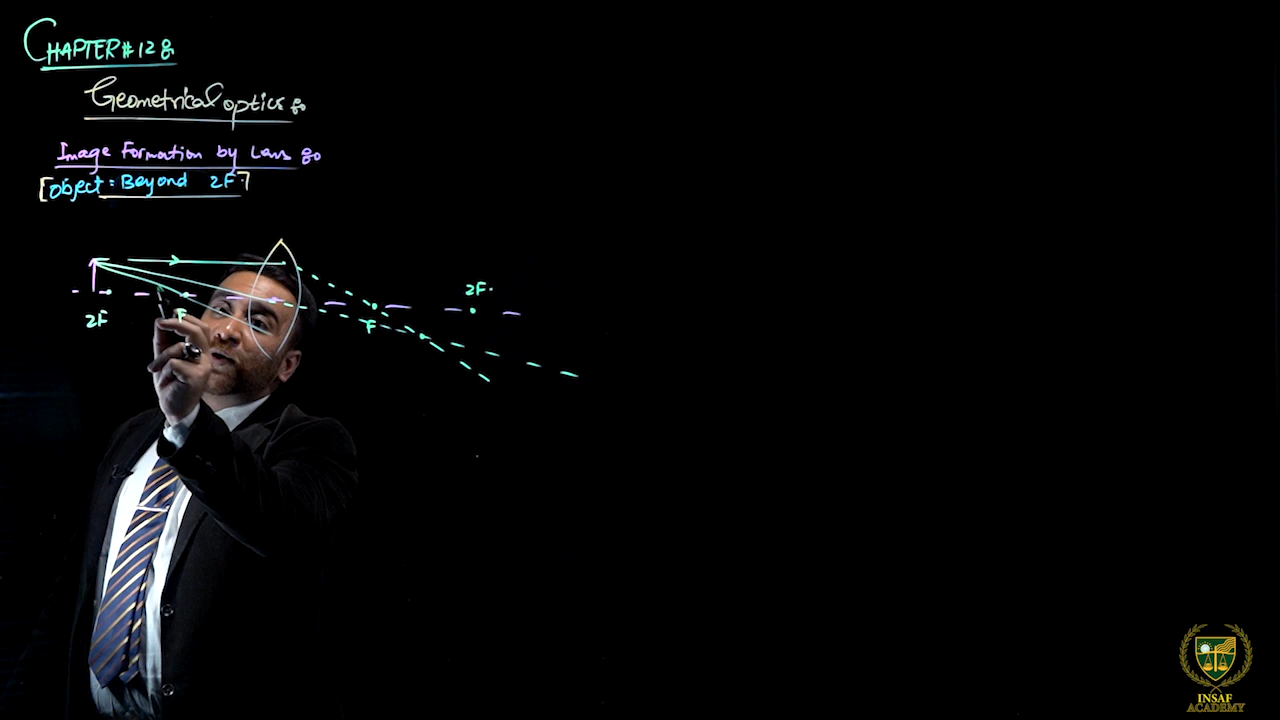 CHAPTER # 12 :
Geometrical optics :
Image Formation by Lens :
[Object : Beyond 2F.]
2F.
2F
F
F
INSAF
ACADEMY